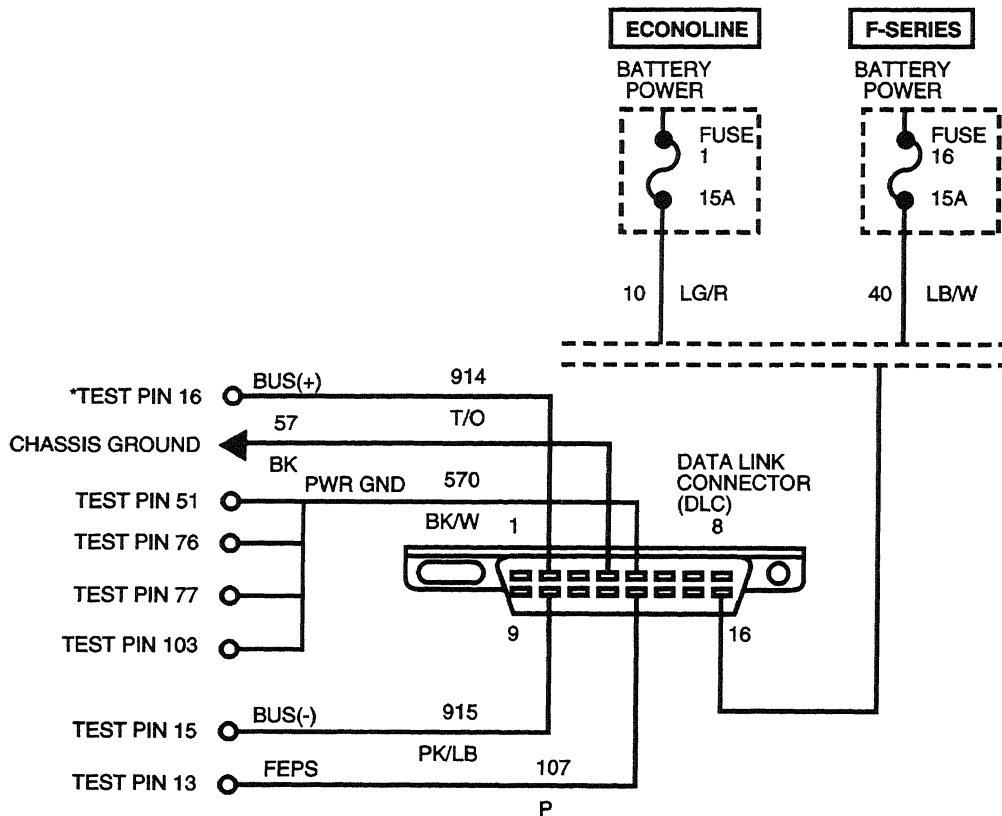 ECONOLINE
F-SERIES
BATTERY
POWER
BATTERY
POWER
FUSE
1
15A
FUSE
16
15A
10
LG/R
40
LB/W
*TEST PIN 16
BUS(+)
914
T/O
CHASSIS GROUND
57
BK
TEST PIN 51
PWR GND
570
BK/W
DATA LINK
CONNECTOR
(DLC)
1
8
TEST PIN 76
TEST PIN 77
9
16
TEST PIN 103
TEST PIN 15
BUS(-)
915
PK/LB
TEST PIN 13
FEPS
107
P